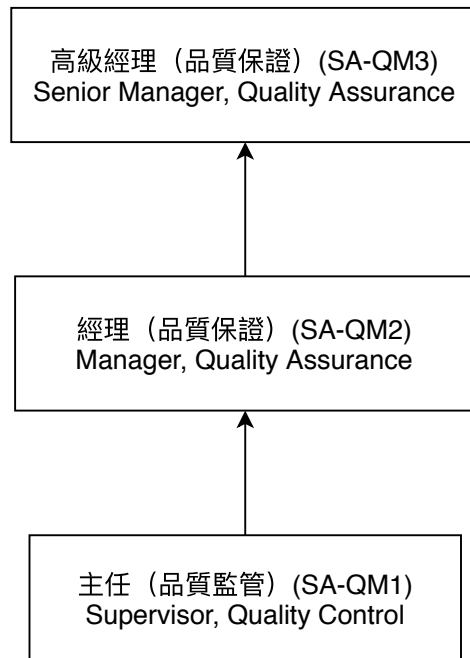 高級經理（品質保證）(SA-QM3)
Senior Manager, Quality Assurance
經理（品質保證）(SA-QM2)
Manager, Quality Assurance
主任（品質監管）(SA-QM1)
Supervisor, Quality Control